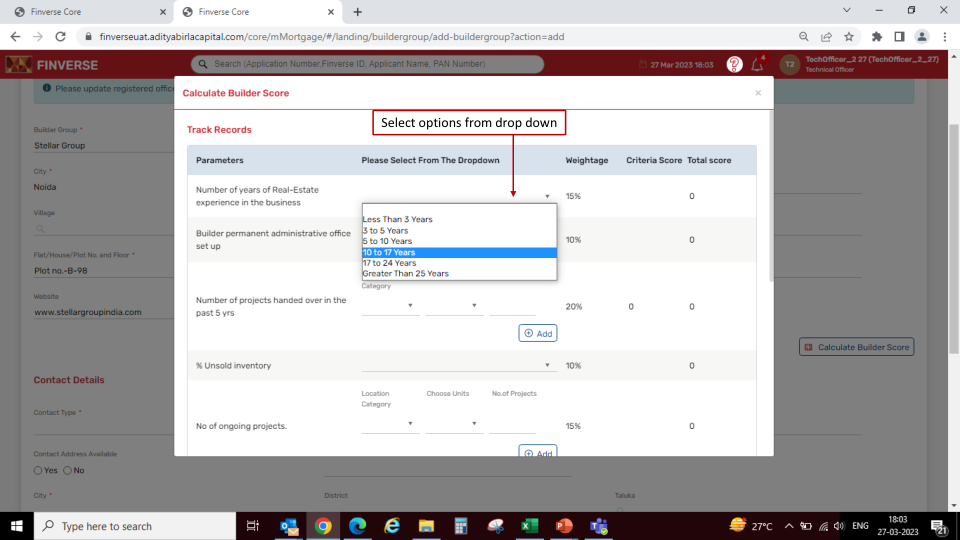 Finverse Core
Finverse Core
finverseuat.adityabirlacapital.com/core/mMortgage/#/landing/buildergroup/add-buildergroup?action=add
FINVERSE
Search (Application Number,Finverse ID, Applicant Name, PAN Number)
27 Mar 2023 18:03
T2
TechOfficer_2 27 (TechOfficer_2_27)
Technical Officer
Please update registered office
Calculate Builder Score
Select options from drop down
Track Records
Parameters Please Select From The Dropdown Weightage Criteria Score Total score
Number of years of Real-Estate
experience in the business
15% 0
Less Than 3 Years
3 to 5 Years
5 to 10 Years
10 to 17 Years
17 to 24 Years
Greater Than 25 Years
Builder permanent administrative office
set up
10% 0
Category
Number of projects handed over in the
past 5 yrs
20% 0 0
Add
% Unsold inventory 10% 0
Location
Category
Choose Units No.of Projects
No of ongoing projects. 15% 0
Add
Builder Group *
Stellar Group
City *
Noida
Village
Flat/House/Plot No. and Floor *
Plot no.-B-98
Website
www.stellargroupindia.com
Calculate Builder Score
Contact Details
Contact Type *
Contact Address Available
Yes No
City * District Taluka
Type here to search
27°C
ENG
18:03
27-03-2023
21